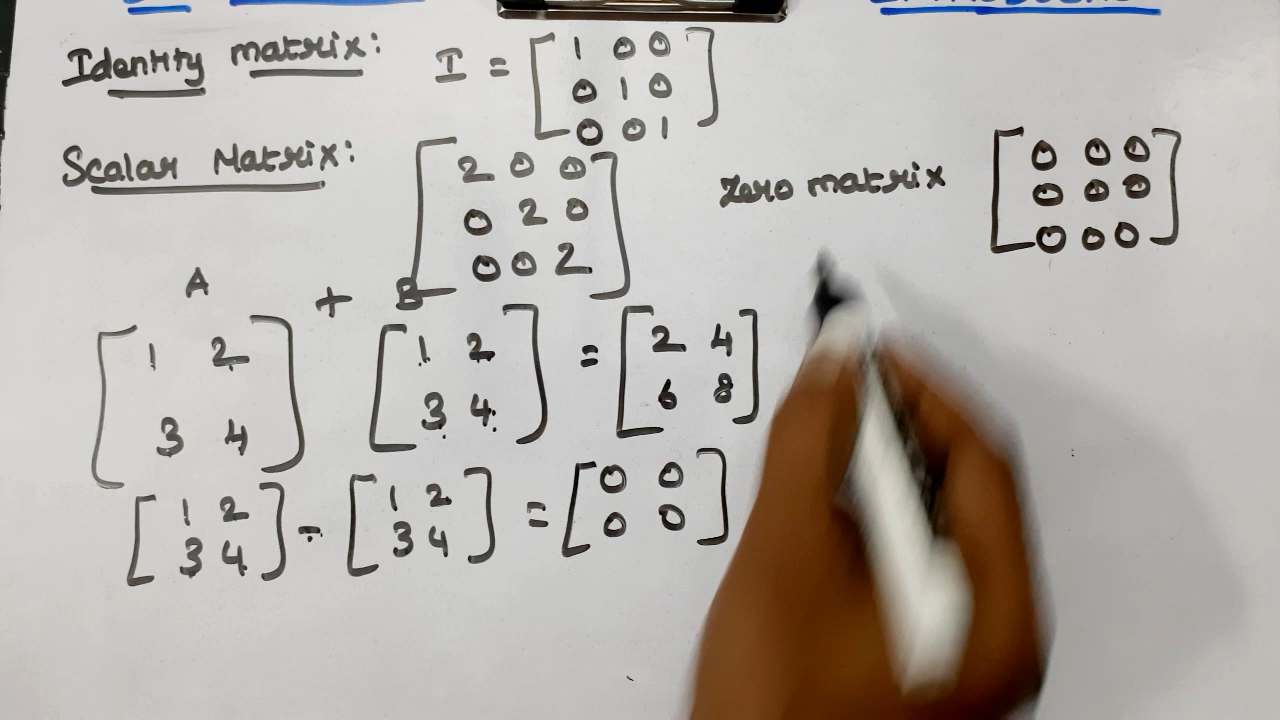 Identity matrix: I = [1 0 0
0 1 0
0 0 1]
Scalar Matrix: [2 0 0
0 2 0
0 0 2]
Zero matrix [0 0 0
0 0 0
0 0 0]
A + B
[1 2
3 4] [1 2
3 4] = [2 4
6 8]
[1 2
3 4] - [1 2
3 4] = [0 0
0 0]